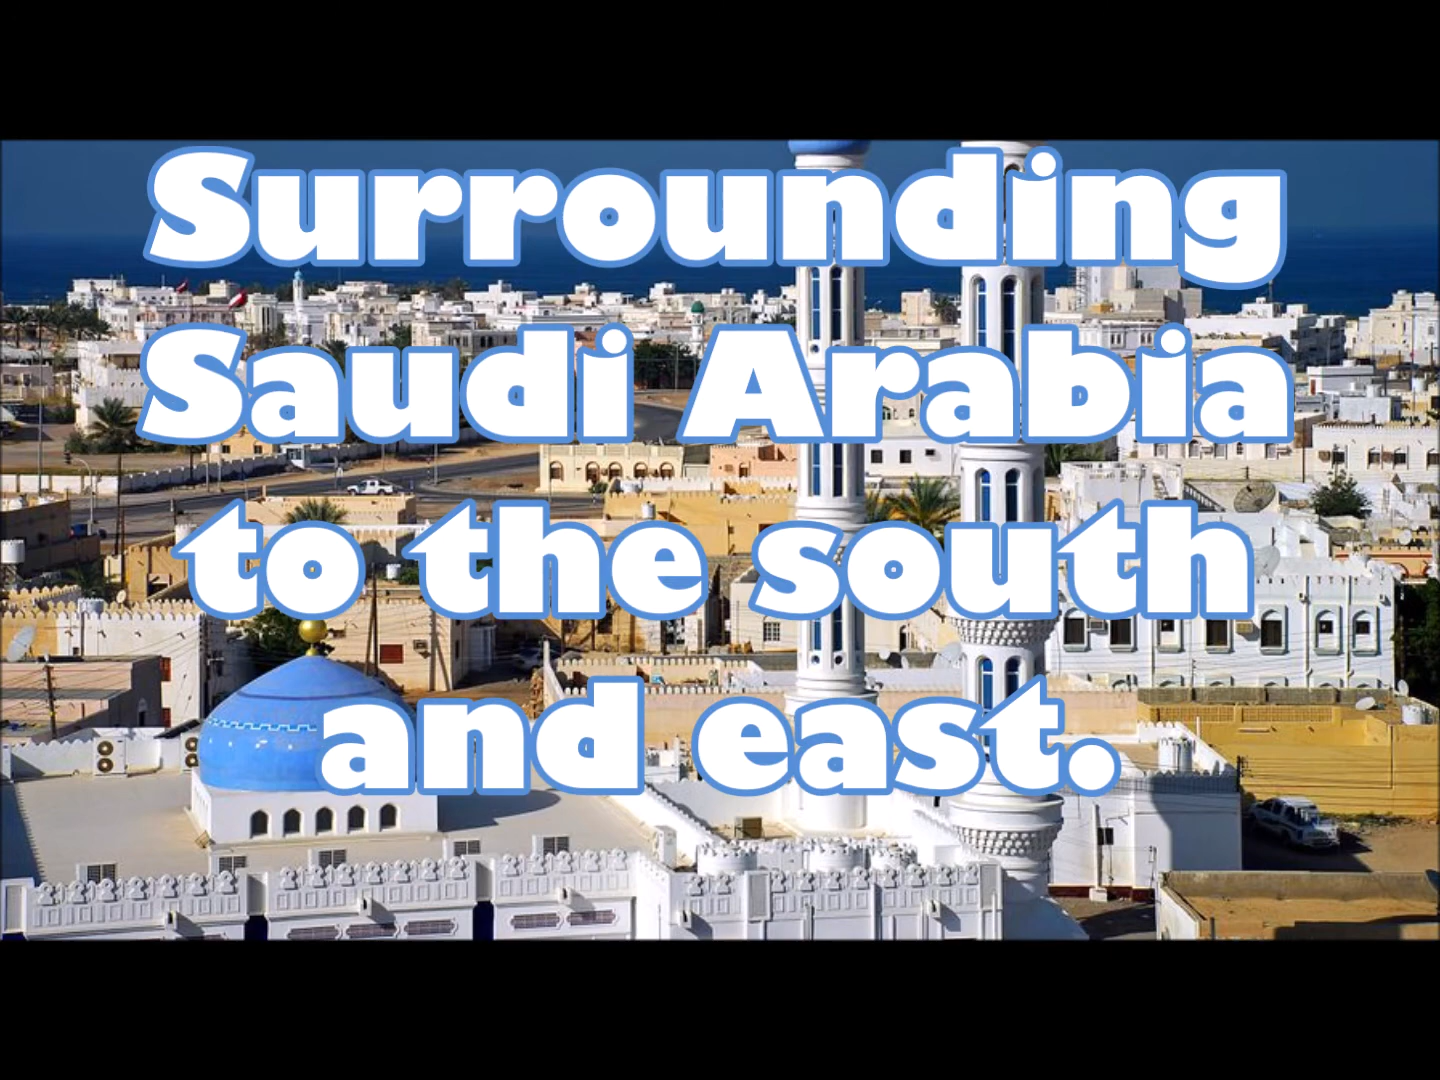 Surrounding
Saudi Arabia
to the south
and east.